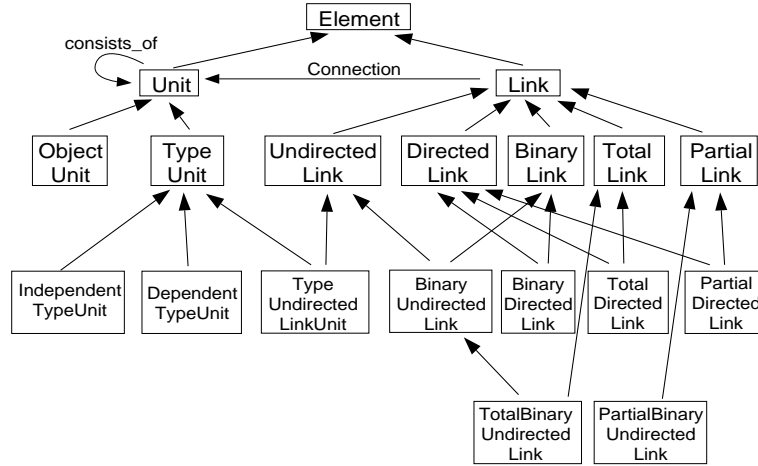 Element
consists_of
Unit
Connection
Link
Object
Unit
Type
Unit
Undirected
Link
Directed
Link
Binary
Link
Total
Link
Partial
Link
Independent
TypeUnit
Dependent
TypeUnit
Type
Undirected
LinkUnit
Binary
Undirected
Link
Binary
Directed
Link
Total
Directed
Link
Partial
Directed
Link
TotalBinary
Undirected
Link
PartialBinary
Undirected
Link